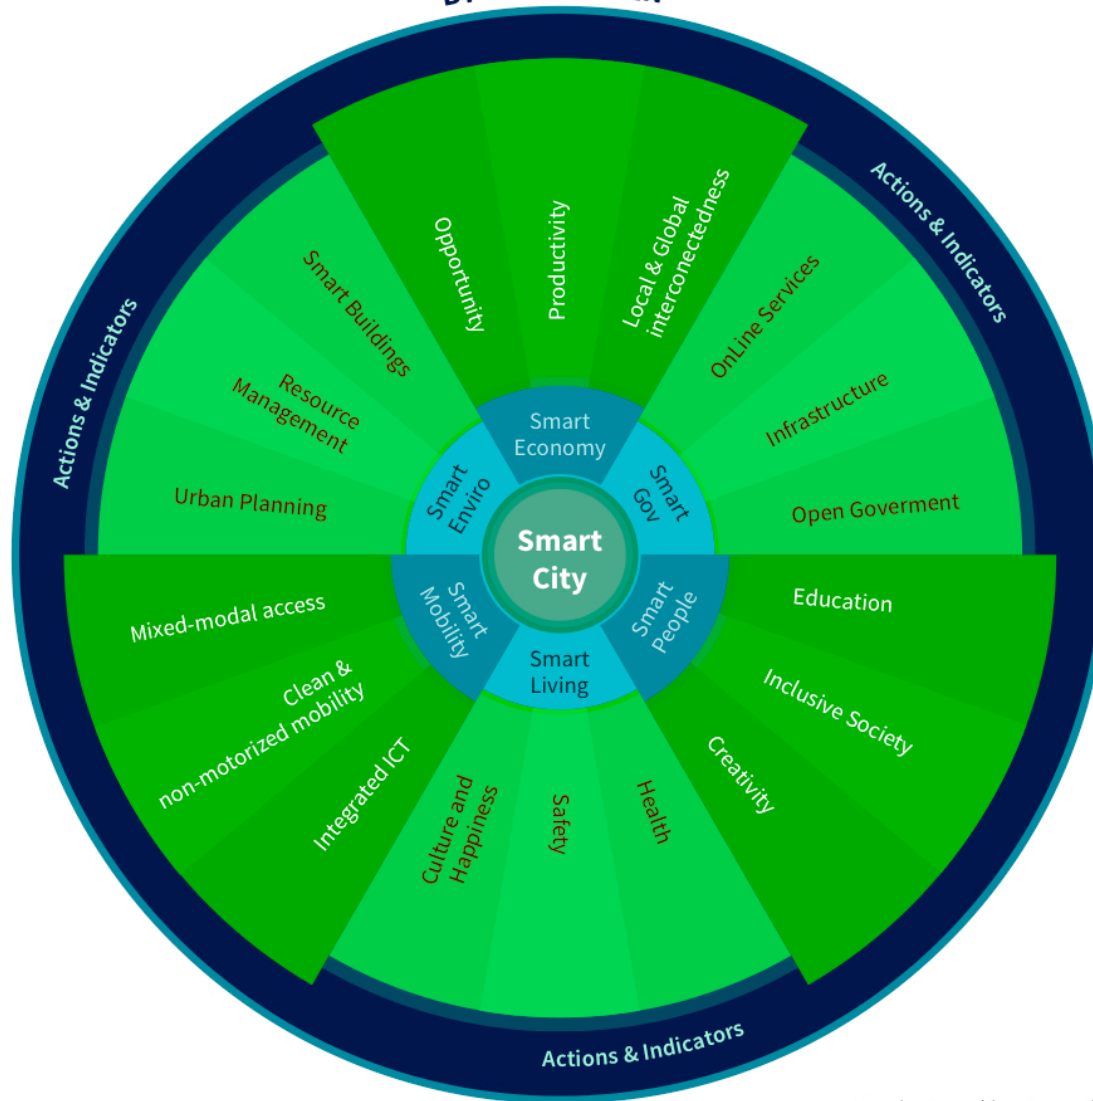 Smart
City
Smart
Economy
Opportunity
Productivity
Local & Global
interconectedness
Smart
Gov
OnLine Services
Infrastructure
Open Goverment
Smart
People
Education
Inclusive Society
Creativity
Smart
Living
Health
Safety
Culture and
Happiness
Smart
Mobility
Integrated ICT
Clean &
non-motorized mobility
Mixed-modal access
Smart
Enviro
Urban Planning
Resource
Management
Smart Buildings
Actions & Indicators
Actions & Indicators
Actions & Indicators